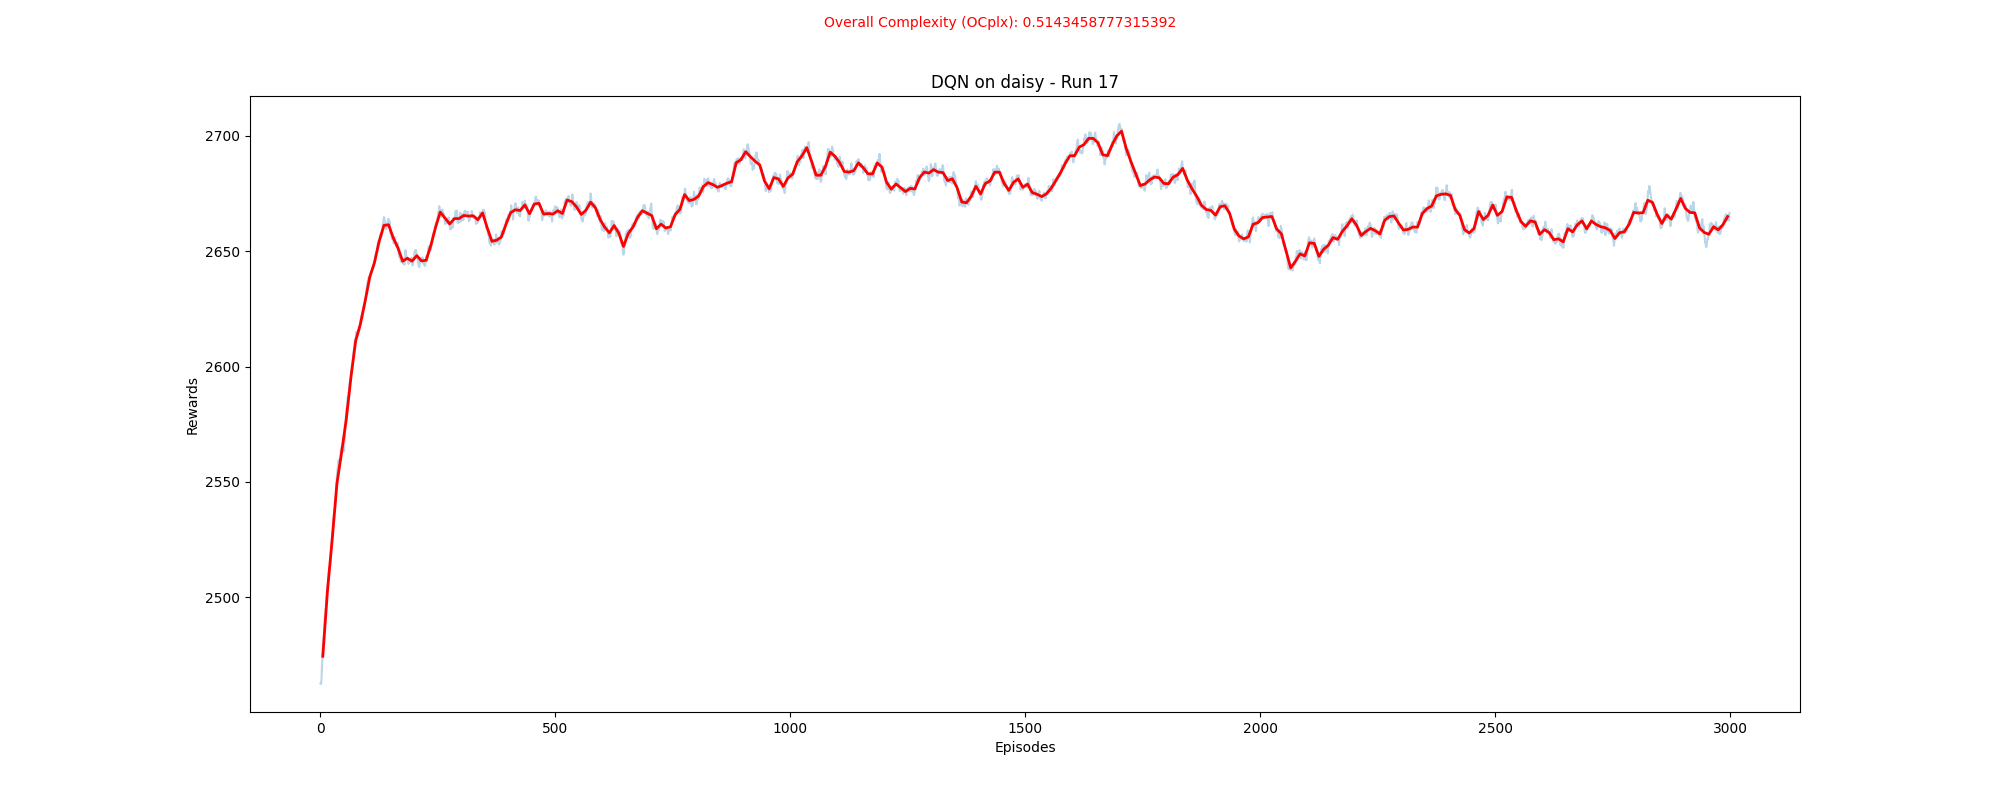 Overall Complexity (OCplx): 0.5143458777315392
DQN on daisy - Run 17
2700
2650
2600
2550
2500
Rewards
0 500 1000 1500 2000 2500 3000
Episodes